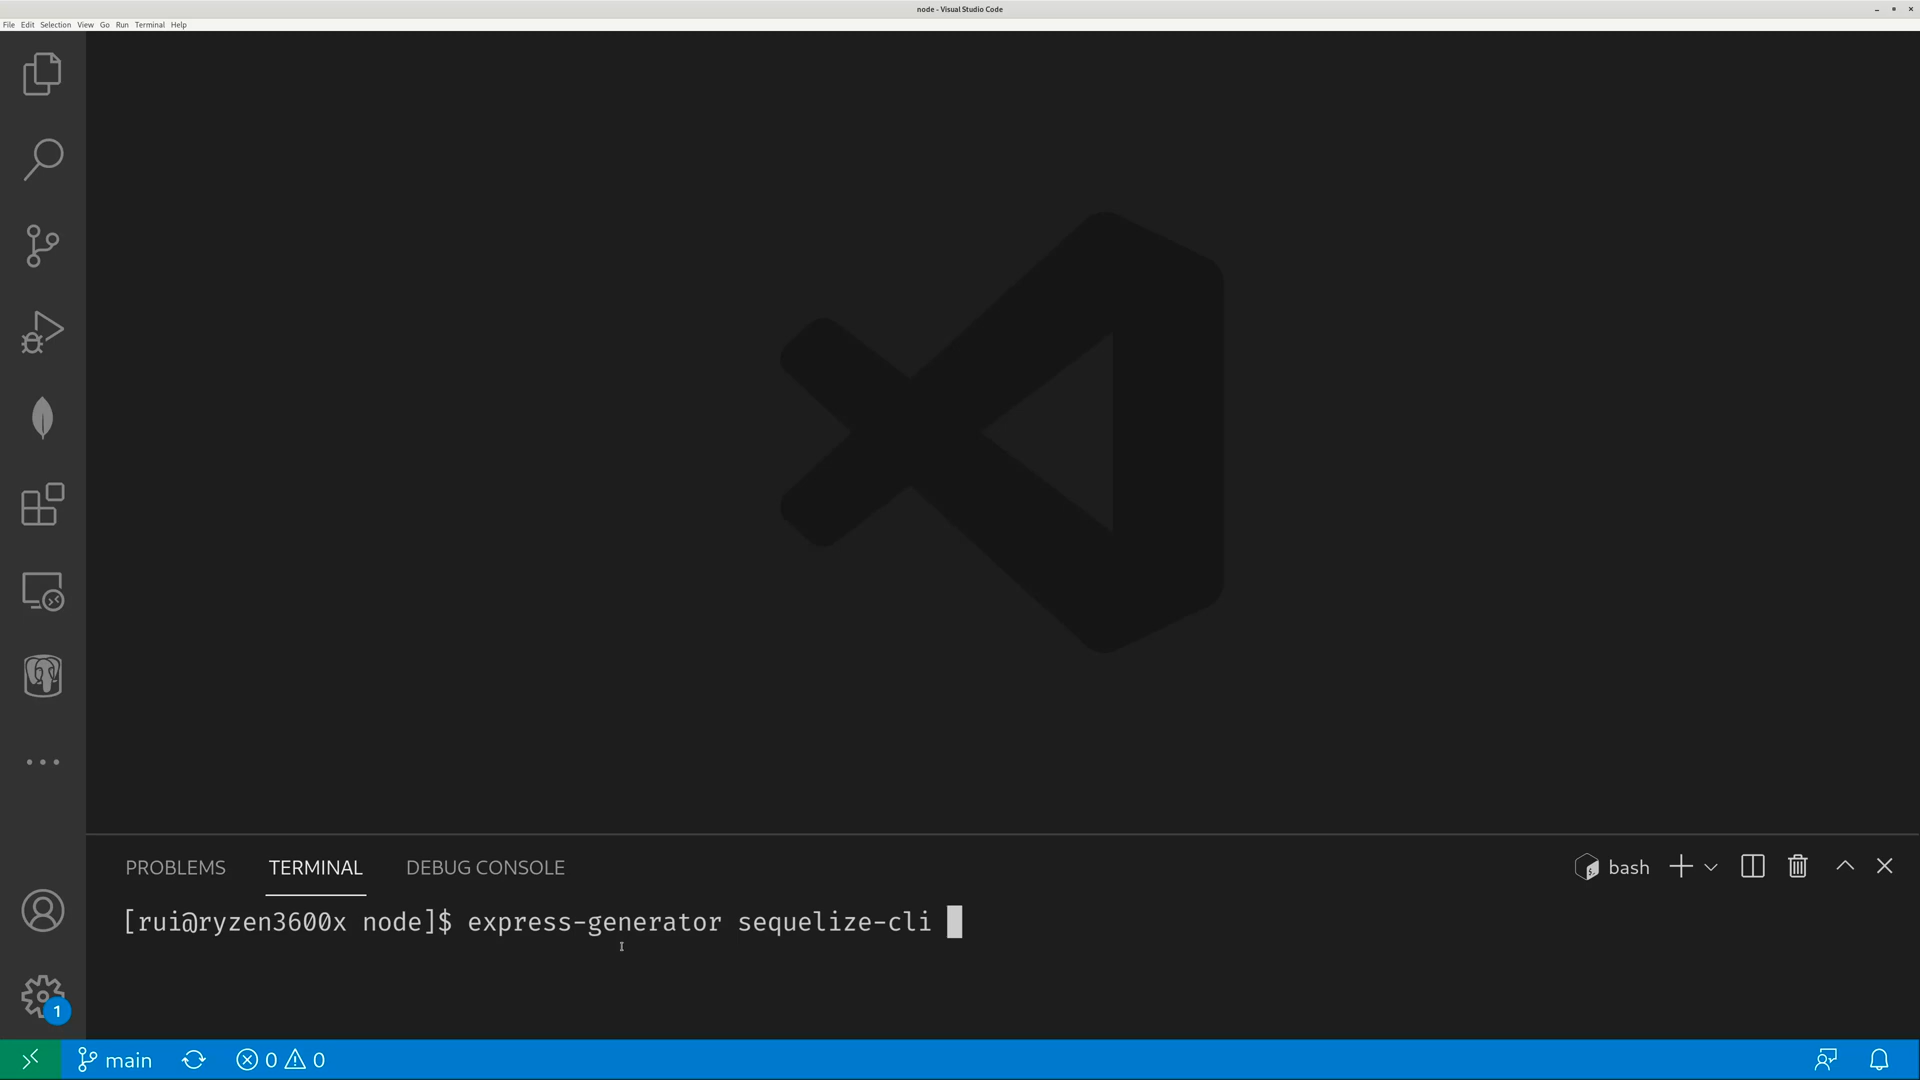 node - Visual Studio Code
File Edit Selection View Go Run Terminal Help
PROBLEMS TERMINAL DEBUG CONSOLE bash
[rui@ryzen3600x node]$ express-generator sequelize-cli
1
main 0 0